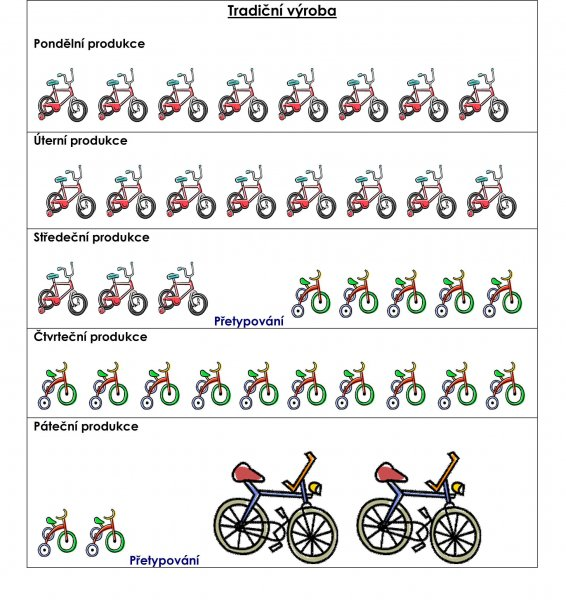 Tradiční výroba
Pondělní produkce
Úterní produkce
Středeční produkce
Přetypování
Čtvrteční produkce
Páteční produkce
Přetypování